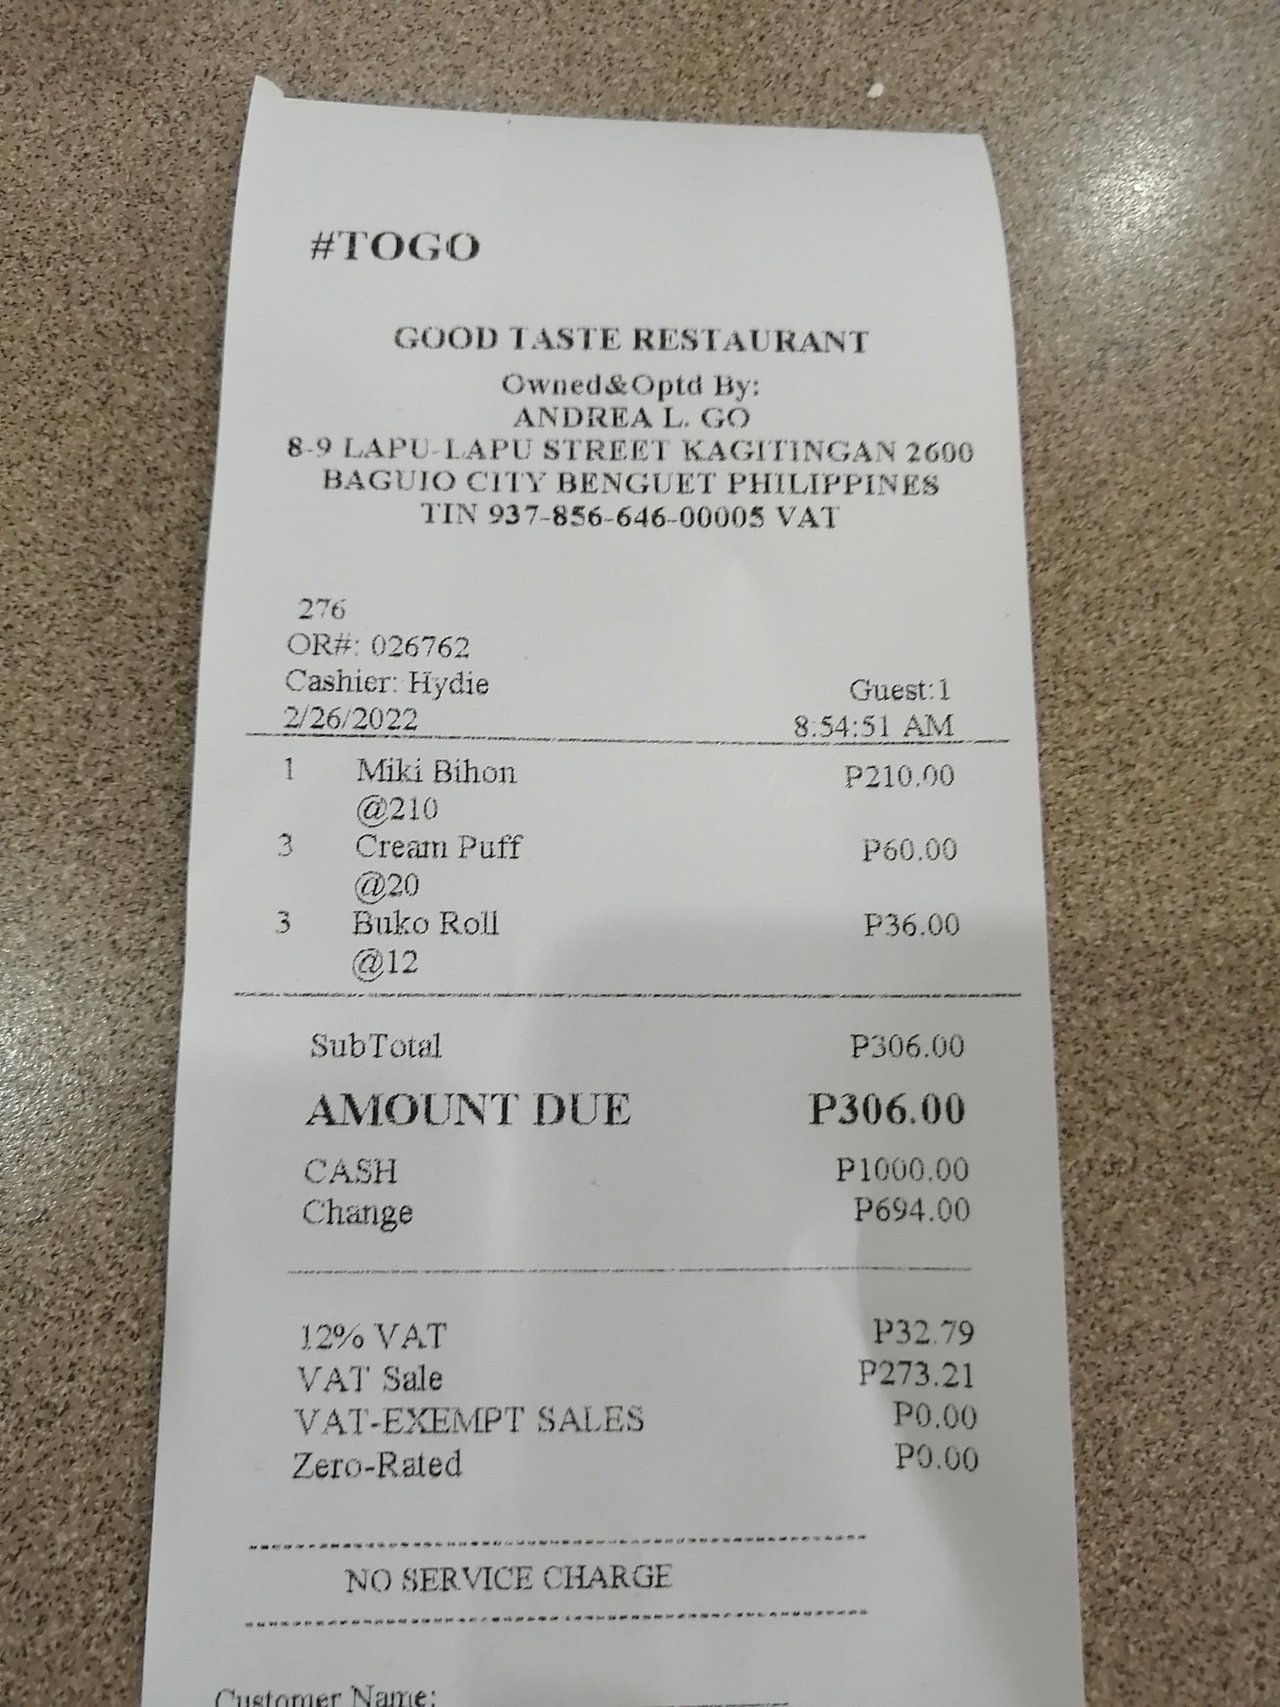 #TOGO
GOOD TASTE RESTAURANT
Owned&Optd By:
ANDREA L. GO
8-9 LAPU-LAPU STREET KAGITINGAN 2600
BAGUIO CITY BENGUET PHILIPPINES
TIN 937-856-646-00005 VAT
276
OR#: 026762
Cashier: Hydie Guest:1
2/26/2022 8:54:51 AM
1 Miki Bihon P210.00
@210
3 Cream Puff P60.00
@20
3 Buko Roll P36.00
@12
SubTotal P306.00
AMOUNT DUE P306.00
CASH P1000.00
Change P694.00
12% VAT P32.79
VAT Sale P273.21
VAT-EXEMPT SALES P0.00
Zero-Rated P0.00
NO SERVICE CHARGE
Customer Name: